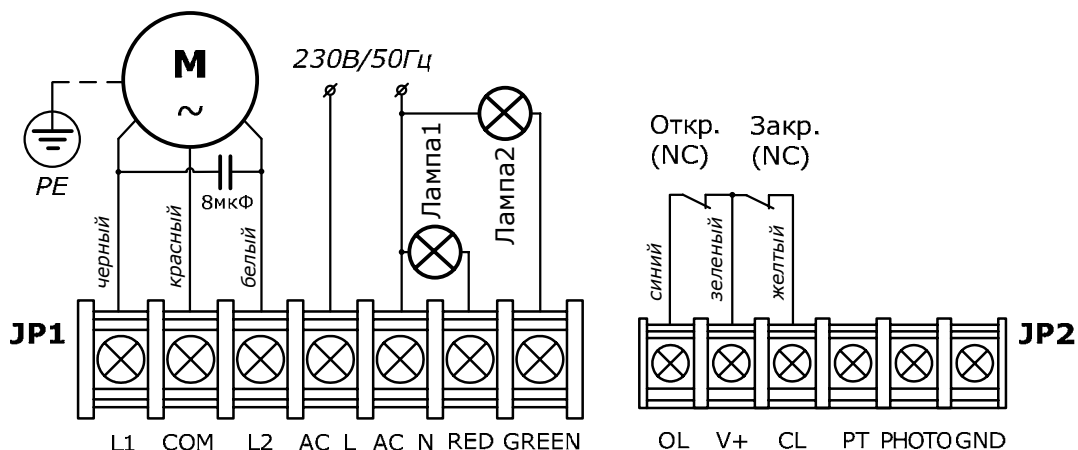 M
~
230В/50Гц
PE
8мкФ
черный
красный
белый
Лампа1
Лампа2
JP1
L1 COM L2 AC L AC N RED GREEN
Откр.
(NC)
Закр.
(NC)
синий
зеленый
желтый
JP2
OL V+ CL PT PHOTO GND